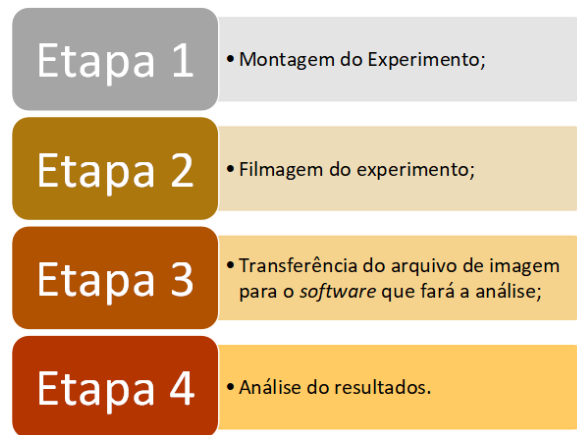 Etapa 1
• Montagem do Experimento;
Etapa 2
• Filmagem do experimento;
Etapa 3
• Transferência do arquivo de imagem
para o software que fará a análise;
Etapa 4
• Análise do resultados.